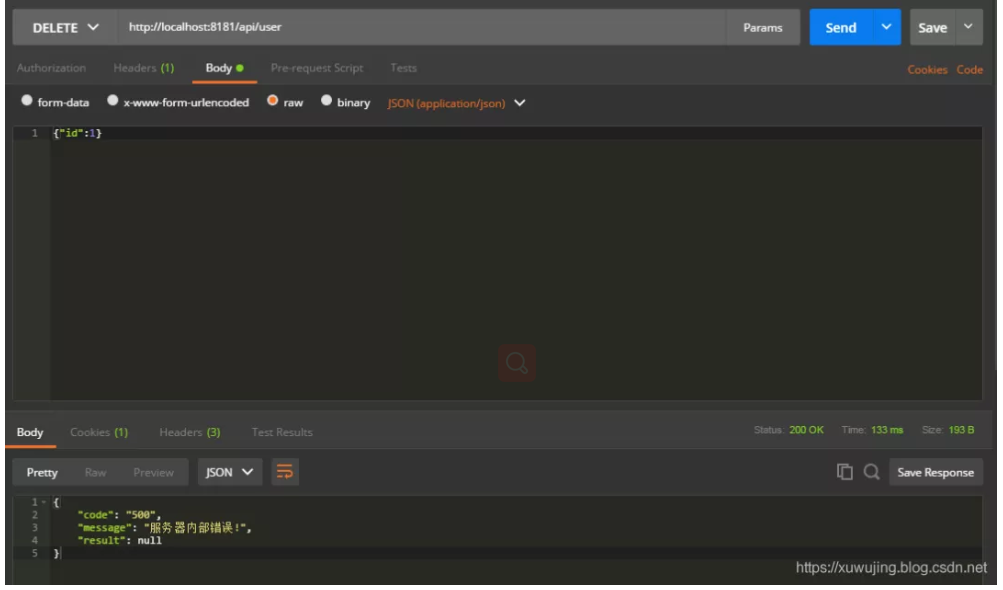 DELETE http://localhost:8181/api/user Params Send Save
Authorization Headers (1) Body Pre-request Script Tests Cookies Code
form-data x-www-form-urlencoded raw binary JSON (application/json)
1 {"id":1}
Body Cookies (1) Headers (3) Test Results Status: 200 OK Time: 133 ms Size: 193 B
Pretty Raw Preview JSON Save Response
1 {
2 "code": "500",
3 "message": "服务器内部错误!",
4 "result": null
5 }
https://xuwujing.blog.csdn.net